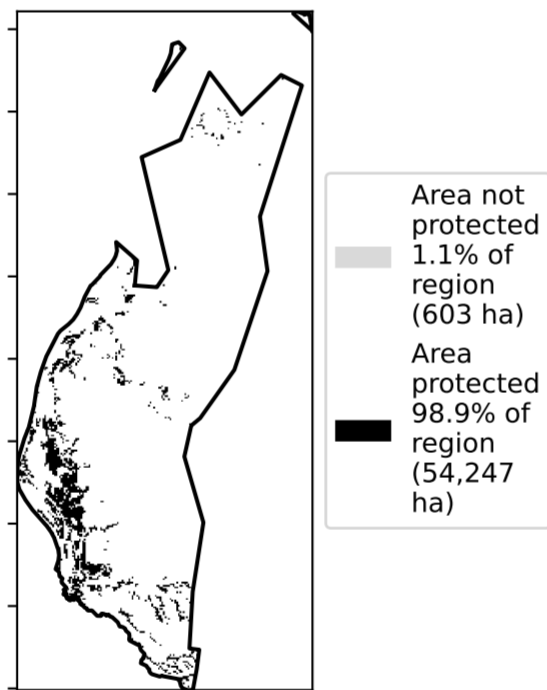 Area not
protected
1.1% of
region
(603 ha)
Area
protected
98.9% of
region
(54,247
ha)